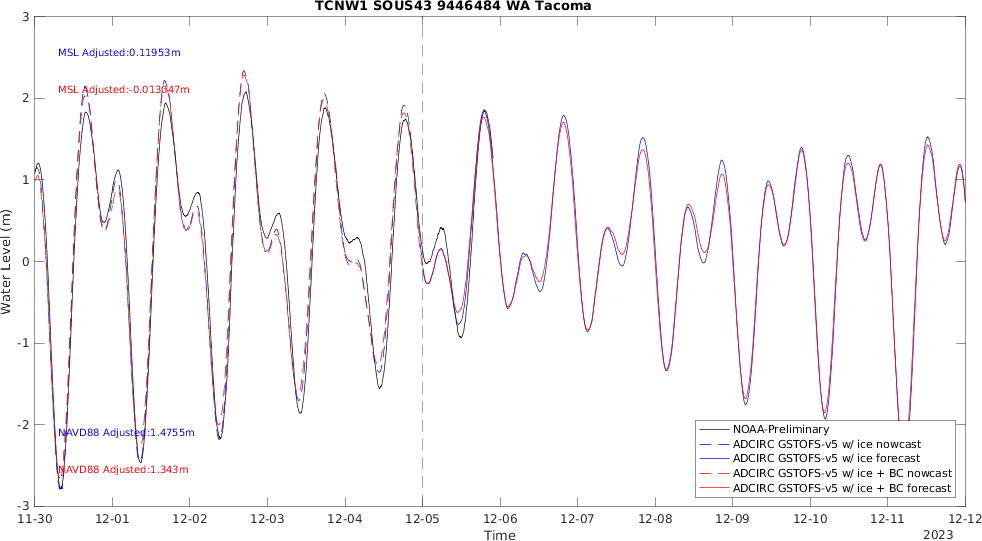 TCNW1 SOUS43 9446484 WA Tacoma
3
2
1
0
-1
-2
-3
Water Level (m)
MSL Adjusted:0.11953m
MSL Adjusted:-0.013047m
NAVD88 Adjusted:1.4755m
NAVD88 Adjusted:1.343m
NOAA-Preliminary
ADCIRC GSTOFS-v5 w/ ice nowcast
ADCIRC GSTOFS-v5 w/ ice forecast
ADCIRC GSTOFS-v5 w/ ice + BC nowcast
ADCIRC GSTOFS-v5 w/ ice + BC forecast
11-30 12-01 12-02 12-03 12-04 12-05 12-06 12-07 12-08 12-09 12-10 12-11 12-12
Time
2023